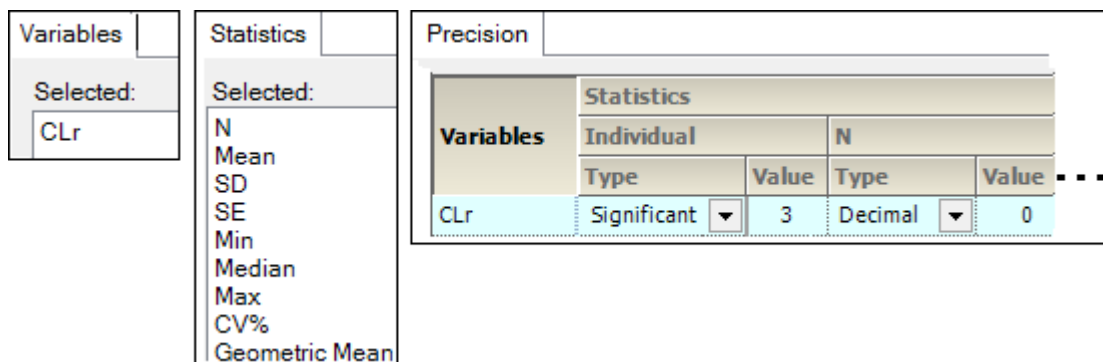 Variables
Selected:
CLr
Statistics
Selected:
N
Mean
SD
SE
Min
Median
Max
CV%
Geometric Mean
Precision
Variables
Statistics
Individual N
Type Value Type Value
CLr Significant 3 Decimal 0